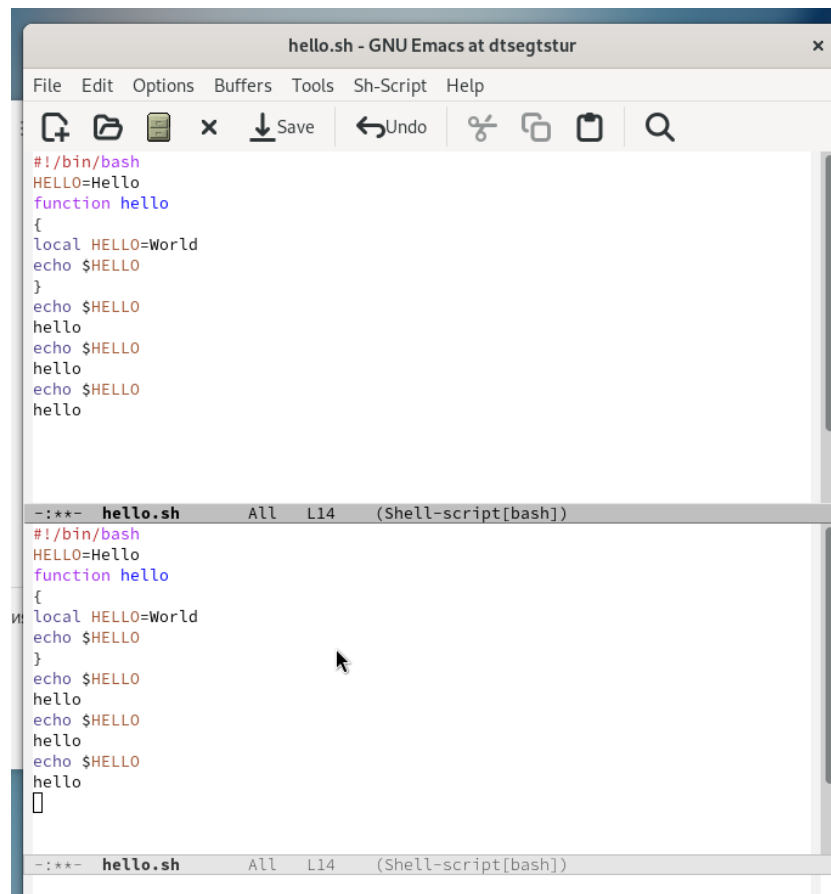 hello.sh - GNU Emacs at dtsegtstur ×
File Edit Options Buffers Tools Sh-Script Help
Save Undo
#!/bin/bash
HELLO=Hello
function hello
{
local HELLO=World
echo $HELLO
}
echo $HELLO
hello
echo $HELLO
hello
echo $HELLO
hello
-:**- hello.sh All L14 (Shell-script[bash])
#!/bin/bash
HELLO=Hello
function hello
{
local HELLO=World
echo $HELLO
}
echo $HELLO
hello
echo $HELLO
hello
echo $HELLO
hello
-:**- hello.sh All L14 (Shell-script[bash])